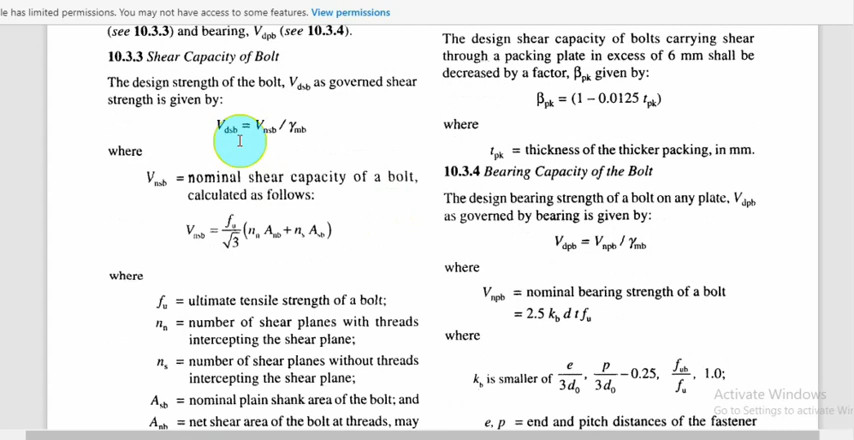 le has limited permissions. You may not have access to some features. View permissions
(see 10.3.3) and bearing, V_dpb (see 10.3.4).
10.3.3 Shear Capacity of Bolt
The design strength of the bolt, V_dsb as governed shear
strength is given by:
V_dsb = V_nsb / γ_mb
where
V_nsb = nominal shear capacity of a bolt,
calculated as follows:
V_nsb = f_u/√3 (n_n A_nb + n_s A_sb)
where
f_u = ultimate tensile strength of a bolt;
n_n = number of shear planes with threads
intercepting the shear plane;
n_s = number of shear planes without threads
intercepting the shear plane;
A_sb = nominal plain shank area of the bolt; and
A_nb = net shear area of the bolt at threads, may
The design shear capacity of bolts carrying shear
through a packing plate in excess of 6 mm shall be
decreased by a factor, β_pk given by:
β_pk = (1 − 0.0125 t_pk)
where
t_pk = thickness of the thicker packing, in mm.
10.3.4 Bearing Capacity of the Bolt
The design bearing strength of a bolt on any plate, V_dpb
as governed by bearing is given by:
V_dpb = V_npb / γ_mb
where
V_npb = nominal bearing strength of a bolt
= 2.5 k_b d t f_u
where
k_b is smaller of e/3d_0, p/3d_0 − 0.25, f_ub/f_u, 1.0;
e, p = end and pitch distances of the fastener
Activate Windows
Go to Settings to activate Win